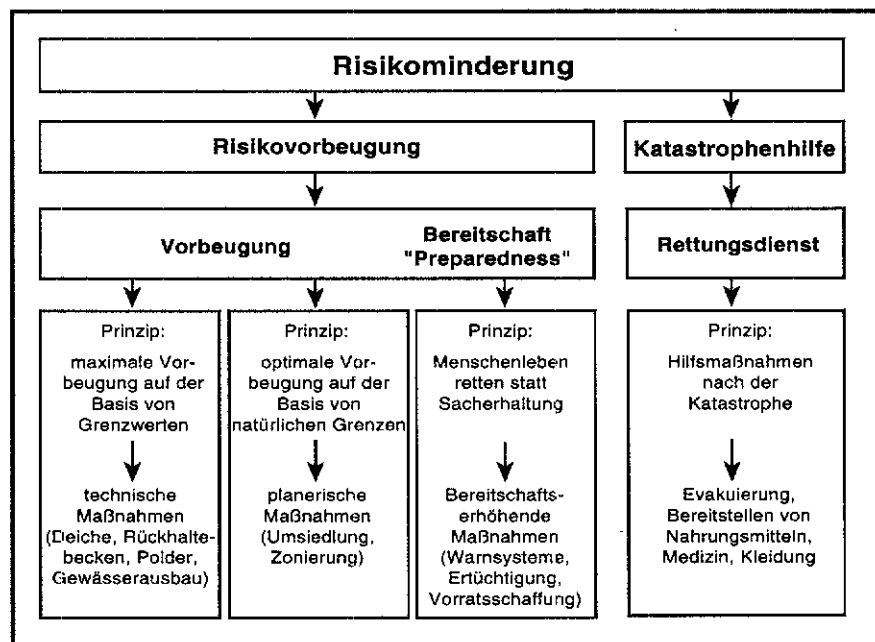 Risikominderung
Risikovorbeugung
Katastrophenhilfe
Vorbeugung
Bereitschaft
"Preparedness"
Rettungsdienst
Prinzip:
maximale Vor-
beugung auf der
Basis von
Grenzwerten
technische
Maßnahmen
(Deiche, Rückhalte-
becken, Polder,
Gewässerausbau)
Prinzip:
optimale Vor-
beugung auf der
Basis von
natürlichen Grenzen
planerische
Maßnahmen
(Umsiedlung,
Zonierung)
Prinzip:
Menschenleben
retten statt
Sacherhaltung
Bereitschafts-
erhöhende
Maßnahmen
(Warnsysteme,
Ertüchtigung,
Vorratsschaffung)
Prinzip:
Hilfsmaßnahmen
nach der
Katastrophe
Evakuierung,
Bereitstellen von
Nahrungsmitteln,
Medizin, Kleidung